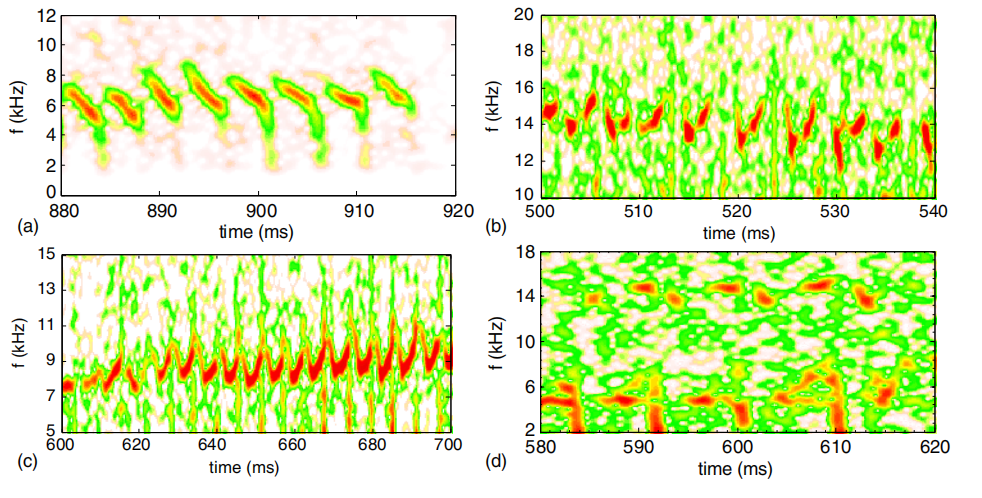 12
10
8
6
4
2
0
f (kHz)
880 890 900 910 920
(a) time (ms)
20
18
16
14
12
10
f (kHz)
500 510 520 530 540
(b) time (ms)
15
13
11
9
7
5
f (kHz)
600 620 640 660 680 700
(c) time (ms)
18
14
10
6
2
f (kHz)
580 590 600 610 620
(d) time (ms)